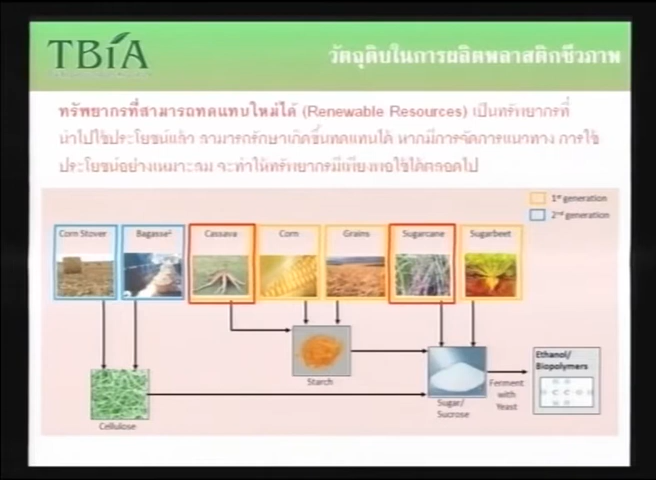 TBiA
วัตถุดิบในการผลิตพลาสติกชีวภาพ
ทรัพยากรที่สามารถทดแทนใหม่ได้ (Renewable Resources) เป็นทรัพยากรที่
นำไปใช้ประโยชน์แล้ว สามารถรักษาเกิดขึ้นทดแทนได้ หากมีการจัดการแนวทาง การใช้
ประโยชน์อย่างเหมาะสม จะทำให้ทรัพยากรมีเพียงพอใช้ได้ตลอดไป
1st generation
2nd generation
Corn Stover
Bagasse
Cassava
Corn
Grains
Sugarcane
Sugarbeet
Starch
Cellulose
Sugar/
Sucrose
Ferment
with
Yeast
Ethanol/
Biopolymers